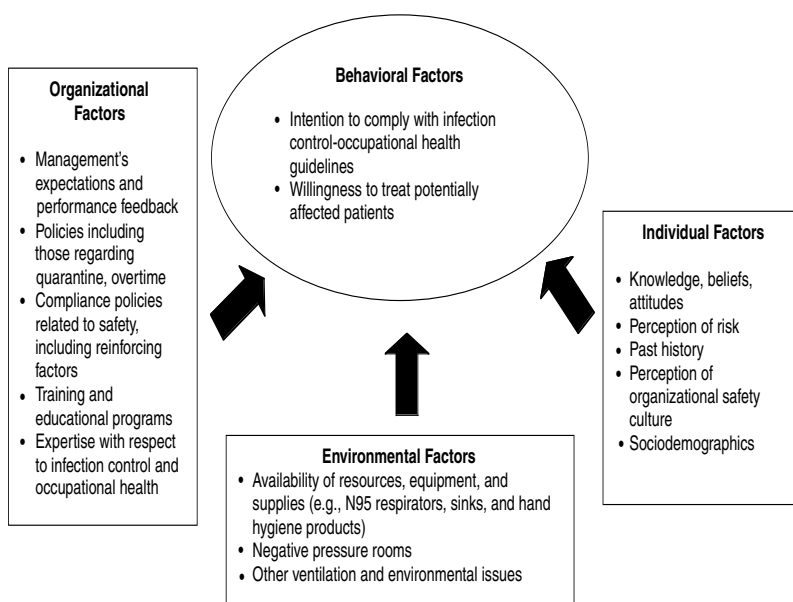 Behavioral Factors
• Intention to comply with infection
control-occupational health
guidelines
• Willingness to treat potentially
affected patients
Organizational
Factors
• Management's
expectations and
performance feedback
• Policies including
those regarding
quarantine, overtime
• Compliance policies
related to safety,
including reinforcing
factors
• Training and
educational programs
• Expertise with respect
to infection control and
occupational health
Individual Factors
• Knowledge, beliefs,
attitudes
• Perception of risk
• Past history
• Perception of
organizational safety
culture
• Sociodemographics
Environmental Factors
• Availability of resources, equipment, and
supplies (e.g., N95 respirators, sinks, and hand
hygiene products)
• Negative pressure rooms
• Other ventilation and environmental issues